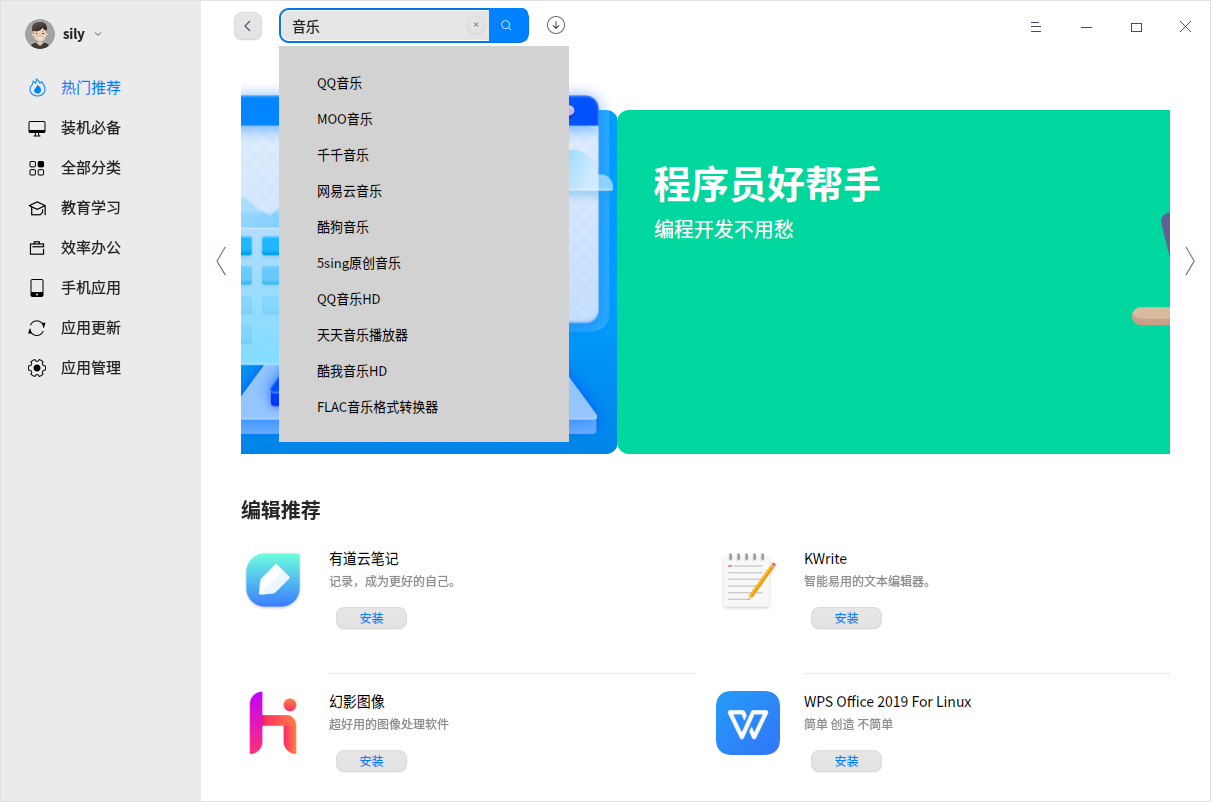 sily
热门推荐
装机必备
全部分类
教育学习
效率办公
手机应用
应用更新
应用管理
音乐
QQ音乐
MOO音乐
千千音乐
网易云音乐
酷狗音乐
5sing原创音乐
QQ音乐HD
天天音乐播放器
酷我音乐HD
FLAC音乐格式转换器
程序员好帮手
编程开发不用愁
编辑推荐
有道云笔记
记录，成为更好的自己。
安装
KWrite
智能易用的文本编辑器。
安装
幻影图像
超好用的图像处理软件
安装
WPS Office 2019 For Linux
简单 创造 不简单
安装